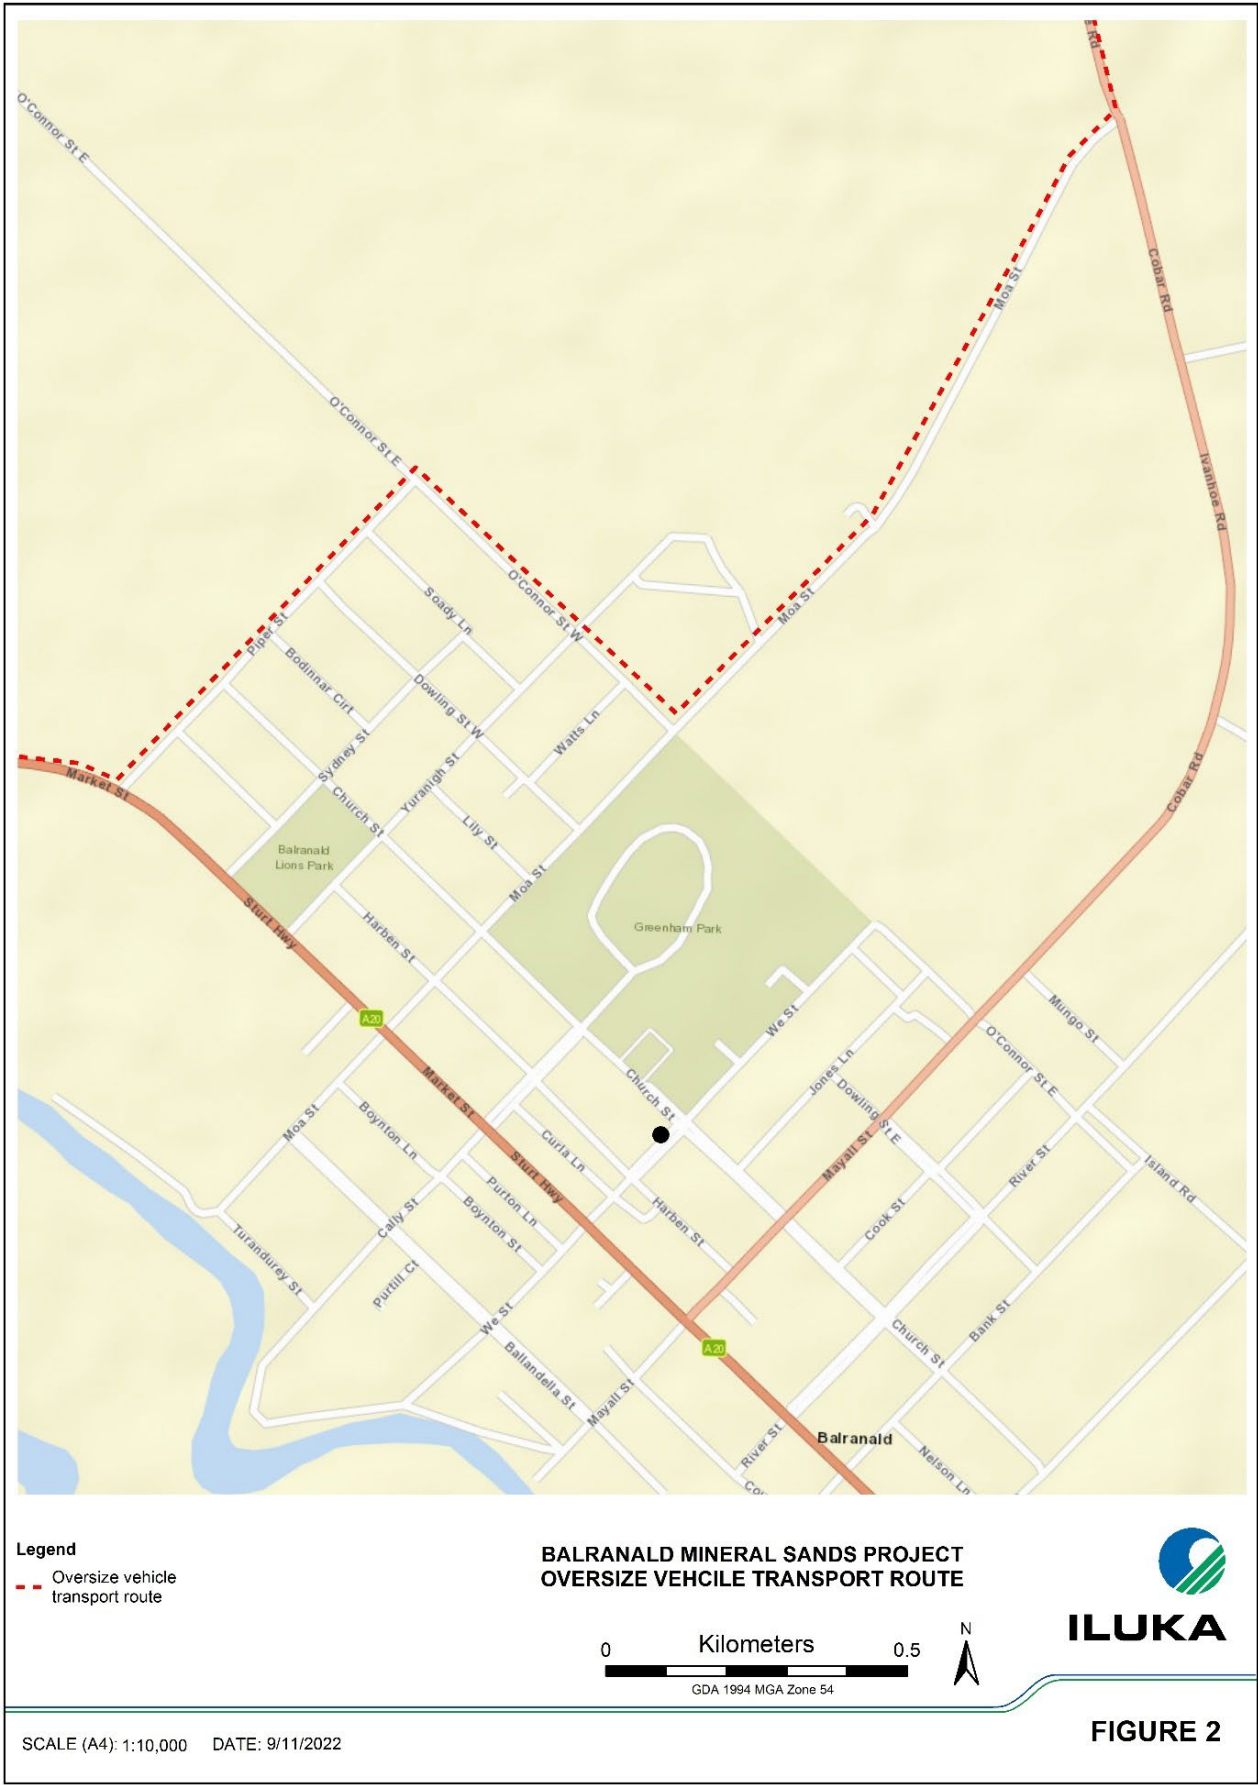 e Rd
O'Connor St E
Cobar Rd
Moa St
O'Connor St E
Ivanhoe Rd
O'Connor St W
Soady Ln
Moa St
Piper St
Bodinnar Cirt
Dowling St W
Watts Ln
Sydney St
Yuranigh St
Market St
Church St
Cobar Rd
Lily St
Balranald
Lions Park
Moa St
Sturt Hwy
Harben St
Greenham Park
A20
We St
Mungo St
O'Connor St E
Market St
Church St
Jones Ln
Dowling St E
Moa St
Boynton Ln
Curla Ln
Mayall St
River St
Island Rd
Sturt Hwy
Purton Ln
Boynton St
Cally St
Harben St
Cook St
Turandurey St
Purtill Ct
We St
Bank St
Church St
A20
Ballandella St
Mayall St
River St
Balranald
Nelson Ln
Cou
Legend
Oversize vehicle
transport route
BALRANALD MINERAL SANDS PROJECT
OVERSIZE VEHCILE TRANSPORT ROUTE
0 Kilometers 0.5
N
GDA 1994 MGA Zone 54
ILUKA
FIGURE 2
SCALE (A4): 1:10,000 DATE: 9/11/2022